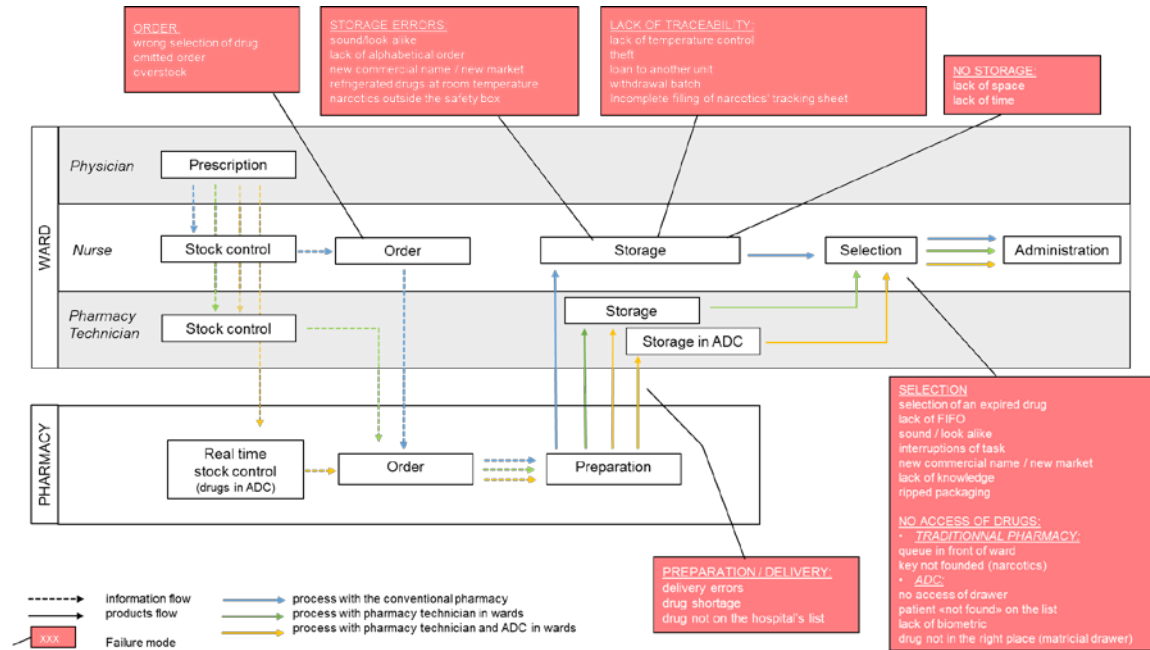 ORDER:
wrong selection of drug
omitted order
overstock
STORAGE ERRORS:
sound/look alike
lack of alphabetical order
new commercial name / new market
refrigerated drugs at room temperature
narcotics outside the safety box
LACK OF TRACEABILITY:
lack of temperature control
theft
loan to another unit
withdrawal batch
Incomplete filling of narcotics' tracking sheet
NO STORAGE:
lack of space
lack of time
WARD
Physician
Prescription
Nurse
Stock control
Order
Storage
Selection
Administration
Pharmacy
Technician
Stock control
Storage
Storage in ADC
PHARMACY
Real time
stock control
(drugs in ADC)
Order
Preparation
SELECTION
selection of an expired drug
lack of FIFO
sound / look alike
interruptions of task
new commercial name / new market
lack of knowledge
ripped packaging
NO ACCESS OF DRUGS:
• TRADITIONNAL PHARMACY:
queue in front of ward
key not founded (narcotics)
• ADC:
no access of drawer
patient «not found» on the list
lack of biometric
drug not in the right place (matricial drawer)
PREPARATION / DELIVERY:
delivery errors
drug shortage
drug not on the hospital's list
information flow
products flow
XXX
Failure mode
process with the conventional pharmacy
process with pharmacy technician in wards
process with pharmacy technician and ADC in wards